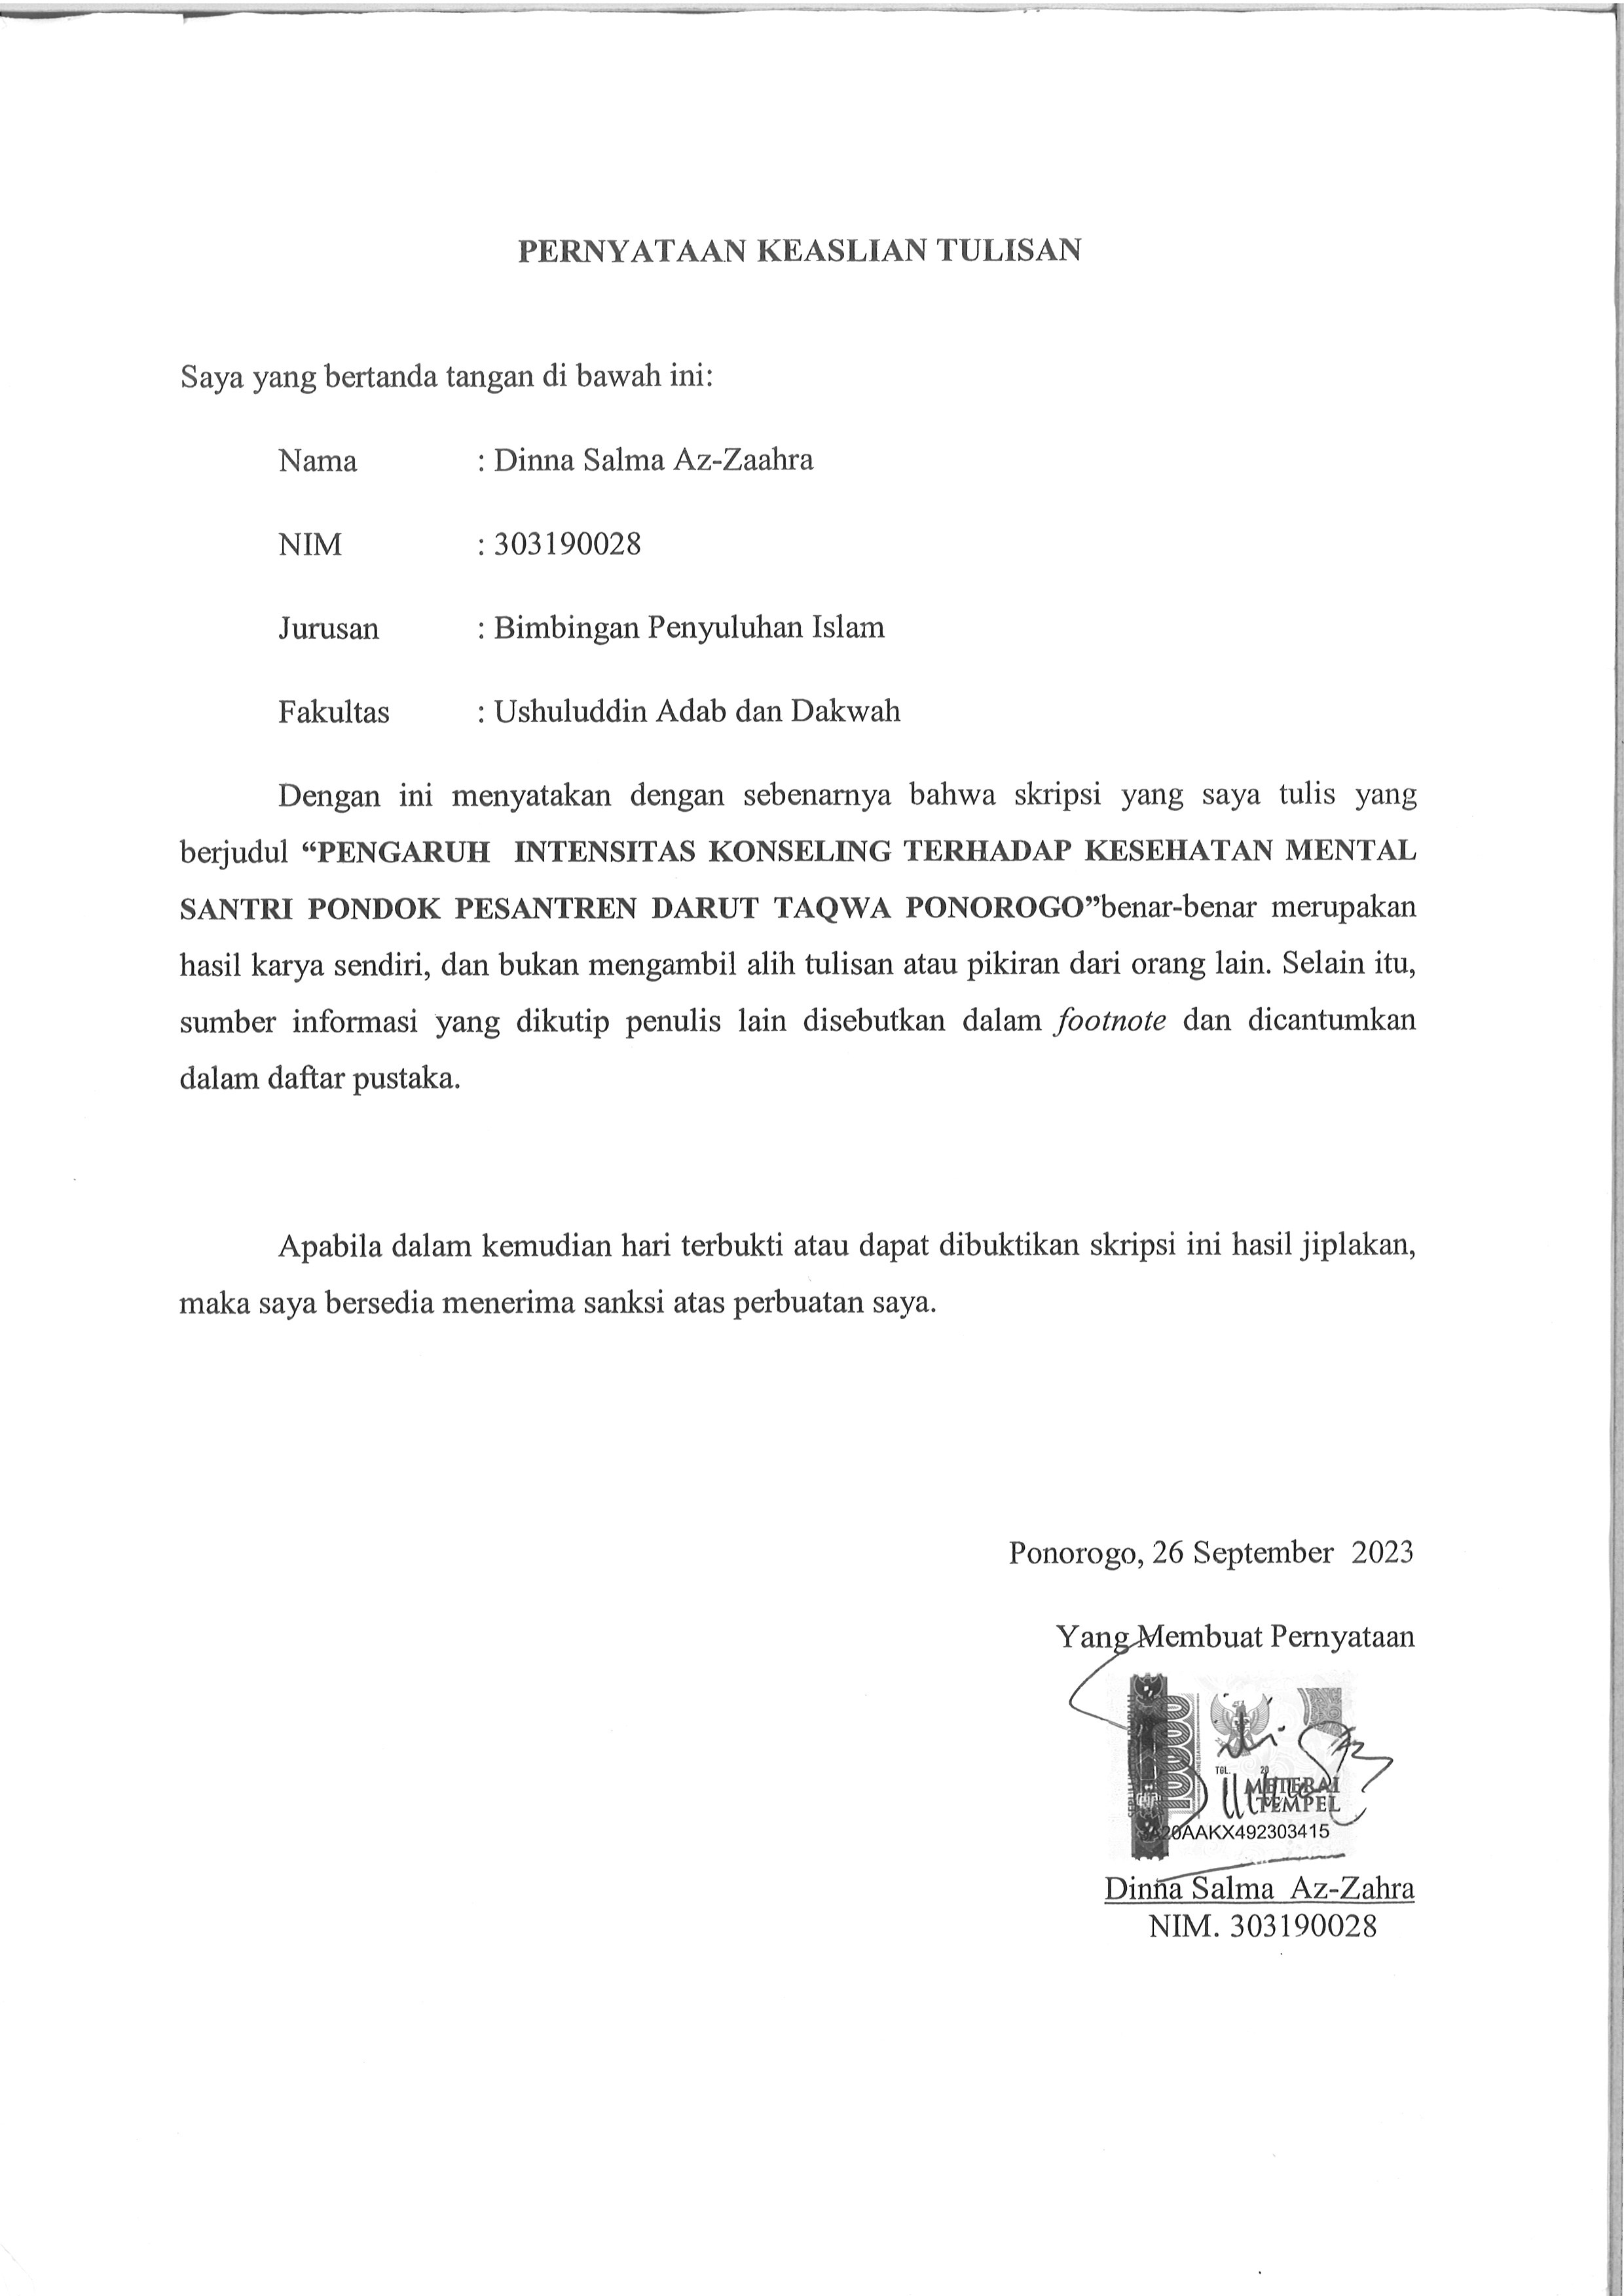 PERNYATAAN KEASLIAN TULISAN
Saya yang bertanda tangan di bawah ini:
Nama : Dinna Salma Az-Zaahra
NIM : 303190028
Jurusan : Bimbingan Penyuluhan Islam
Fakultas : Ushuluddin Adab dan Dakwah
Dengan ini menyatakan dengan sebenarnya bahwa skripsi yang saya tulis yang
berjudul “PENGARUH INTENSITAS KONSELING TERHADAP KESEHATAN MENTAL
SANTRI PONDOK PESANTREN DARUT TAQWA PONOROGO”benar-benar merupakan
hasil karya sendiri, dan bukan mengambil alih tulisan atau pikiran dari orang lain. Selain itu,
sumber informasi yang dikutip penulis lain disebutkan dalam footnote dan dicantumkan
dalam daftar pustaka.
Apabila dalam kemudian hari terbukti atau dapat dibuktikan skripsi ini hasil jiplakan,
maka saya bersedia menerima sanksi atas perbuatan saya.
Ponorogo, 26 September 2023
Yang Membuat Pernyataan
10000
TGL. 20
METERAI
TEMPEL
AAKX492303415
Dinna Salma Az-Zahra
NIM. 303190028